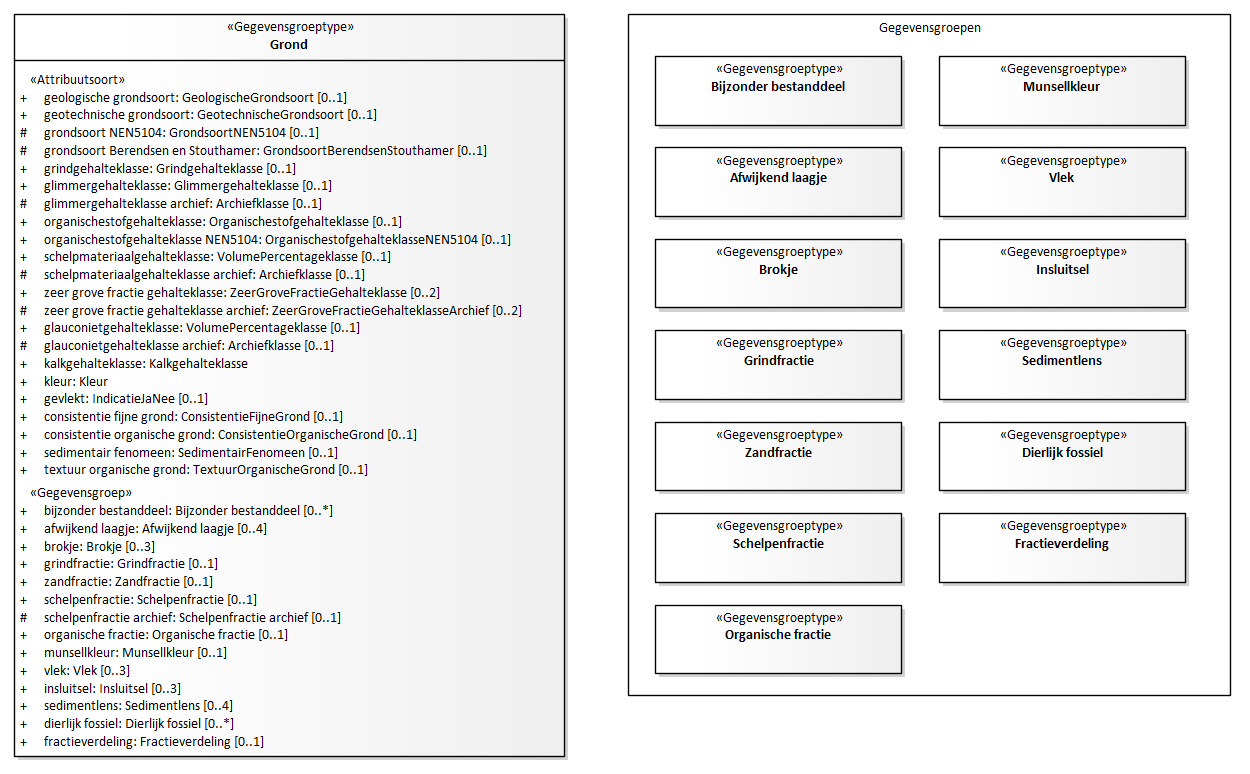 «Gegevensgroeptype»
Grond
«Attribuutsoort»
+ geologische grondsoort: GeologischeGrondsoort [0..1]
+ geotechnische grondsoort: GeotechnischeGrondsoort [0..1]
# grondsoort NEN5104: GrondsoortNEN5104 [0..1]
# grondsoort Berendsen en Stouthamer: GrondsoortBerendsenStouthamer [0..1]
+ grindgehalteklasse: Grindgehalteklasse [0..1]
+ glimmergehalteklasse: Glimmergehalteklasse [0..1]
# glimmergehalteklasse archief: Archiefklasse [0..1]
+ organischestofgehalteklasse: Organischestofgehalteklasse [0..1]
+ organischestofgehalteklasse NEN5104: OrganischestofgehalteklasseNEN5104 [0..1]
+ schelpmateriaalgehalteklasse: VolumePercentageklasse [0..1]
# schelpmateriaalgehalteklasse archief: Archiefklasse [0..1]
+ zeer grove fractie gehalteklasse: ZeerGroveFractieGehalteklasse [0..2]
# zeer grove fractie gehalteklasse archief: ZeerGroveFractieGehalteklasseArchief [0..2]
+ glauconietgehalteklasse: VolumePercentageklasse [0..1]
# glauconietgehalteklasse archief: Archiefklasse [0..1]
+ kalkgehalteklasse: Kalkgehalteklasse
+ kleur: Kleur
+ gevlekt: IndicatieJaNee [0..1]
+ consistentie fijne grond: ConsistentieFijneGrond [0..1]
+ consistentie organische grond: ConsistentieOrganischeGrond [0..1]
+ sedimentair fenomeen: SedimentairFenomeen [0..1]
+ textuur organische grond: TextuurOrganischeGrond [0..1]
«Gegevensgroep»
+ bijzonder bestanddeel: Bijzonder bestanddeel [0..*]
+ afwijkend laagje: Afwijkend laagje [0..4]
+ brokje: Brokje [0..3]
+ grindfractie: Grindfractie [0..1]
+ zandfractie: Zandfractie [0..1]
+ schelpenfractie: Schelpenfractie [0..1]
# schelpenfractie archief: Schelpenfractie archief [0..1]
+ organische fractie: Organische fractie [0..1]
+ munsellkleur: Munsellkleur [0..1]
+ vlek: Vlek [0..3]
+ insluitsel: Insluitsel [0..3]
+ sedimentlens: Sedimentlens [0..4]
+ dierlijk fossiel: Dierlijk fossiel [0..*]
+ fractieverdeling: Fractieverdeling [0..1]
Gegevensgroepen
«Gegevensgroeptype»
Bijzonder bestanddeel
«Gegevensgroeptype»
Munsellkleur
«Gegevensgroeptype»
Afwijkend laagje
«Gegevensgroeptype»
Vlek
«Gegevensgroeptype»
Brokje
«Gegevensgroeptype»
Insluitsel
«Gegevensgroeptype»
Grindfractie
«Gegevensgroeptype»
Sedimentlens
«Gegevensgroeptype»
Zandfractie
«Gegevensgroeptype»
Dierlijk fossiel
«Gegevensgroeptype»
Schelpenfractie
«Gegevensgroeptype»
Fractieverdeling
«Gegevensgroeptype»
Organische fractie